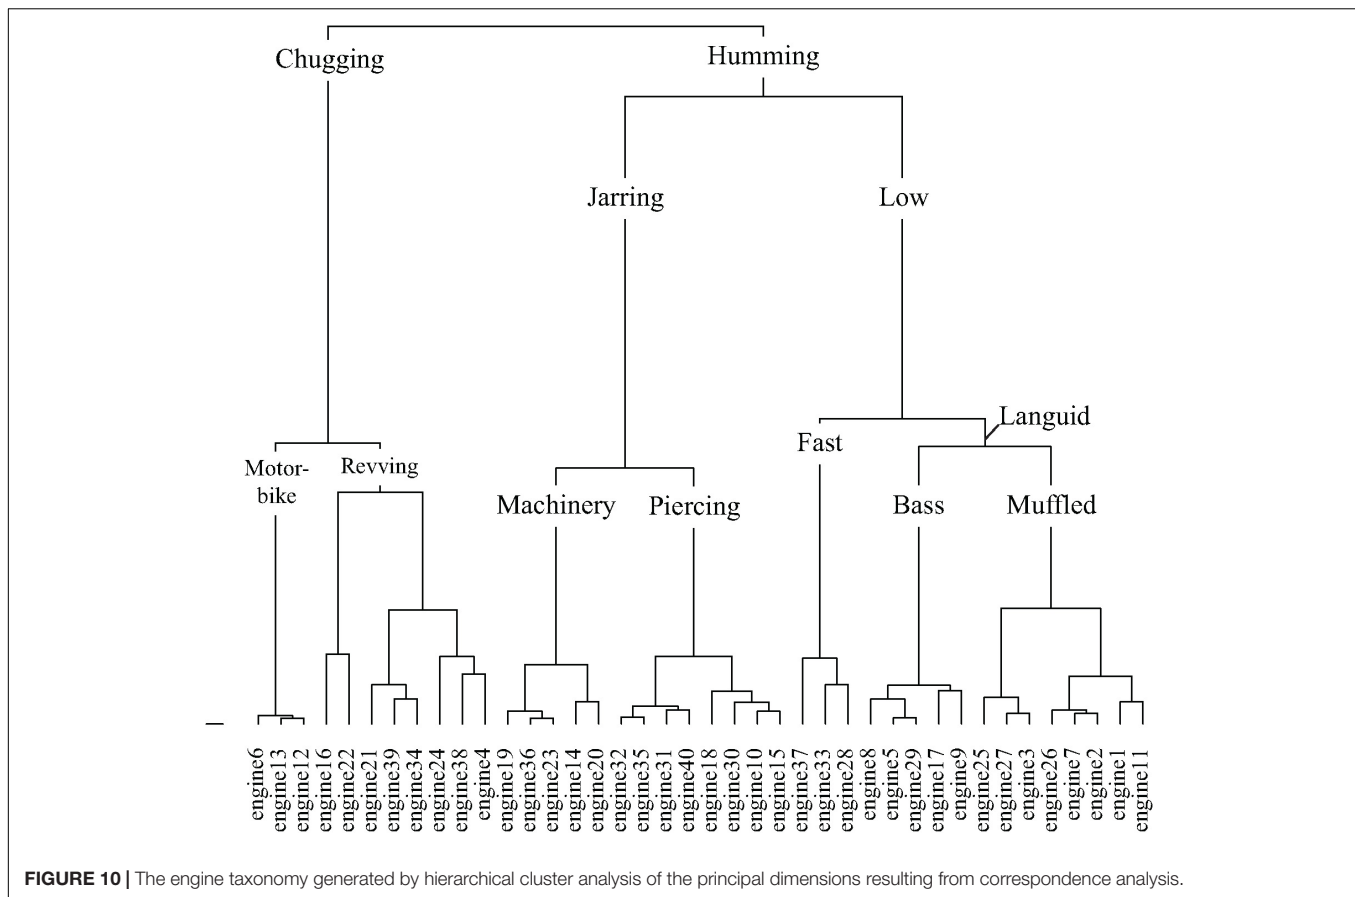 Chugging
Humming
Jarring
Low
Languid
Fast
Motor-
bike
Revving
Machinery
Piercing
Bass
Muffled
engine6
engine13
engine12
engine16
engine22
engine21
engine39
engine34
engine24
engine38
engine4
engine19
engine36
engine23
engine14
engine20
engine32
engine35
engine31
engine40
engine18
engine30
engine10
engine15
engine37
engine33
engine28
engine8
engine5
engine29
engine17
engine9
engine25
engine27
engine3
engine26
engine7
engine2
engine1
engine11
FIGURE 10 | The engine taxonomy generated by hierarchical cluster analysis of the principal dimensions resulting from correspondence analysis.